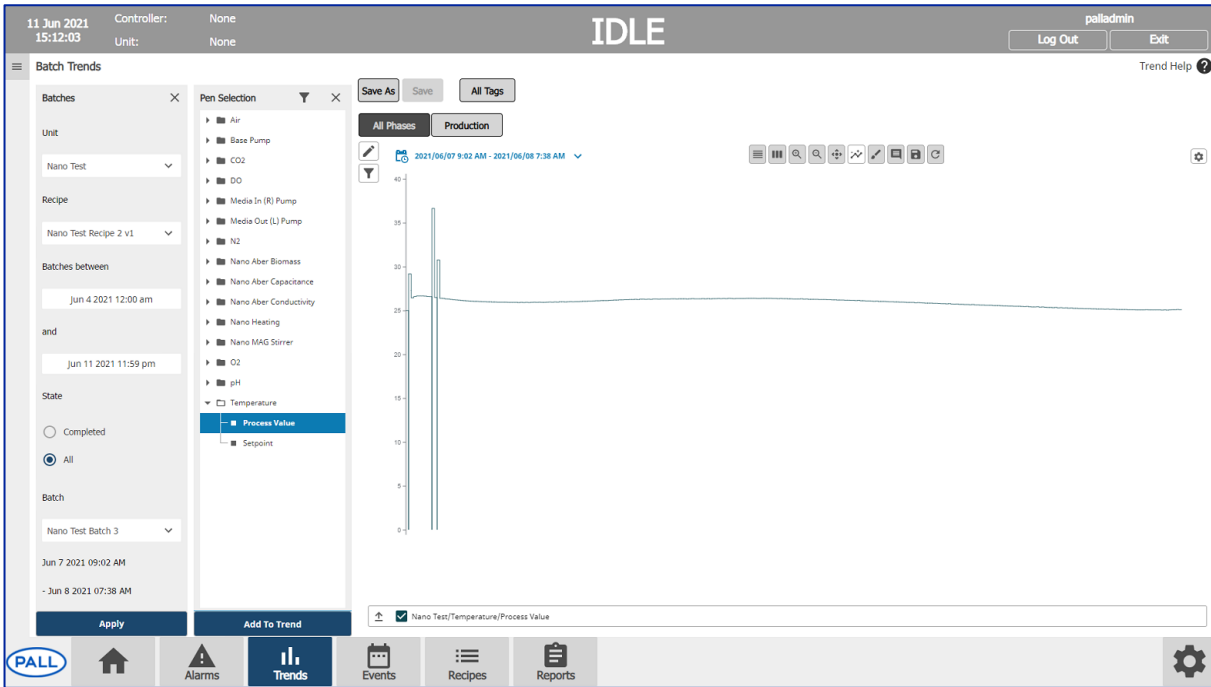 11 Jun 2021
15:12:03
Controller: None
Unit: None
IDLE
palladmin
Log Out
Exit
Batch Trends
Trend Help ?
Batches
Unit
Nano Test
Recipe
Nano Test Recipe 2 v1
Batches between
Jun 4 2021 12:00 am
and
Jun 11 2021 11:59 pm
State
Completed
All
Batch
Nano Test Batch 3
Jun 7 2021 09:02 AM
- Jun 8 2021 07:38 AM
Apply
Pen Selection
Air
Base Pump
CO2
DO
Media In (R) Pump
Media Out (L) Pump
N2
Nano Aber Biomass
Nano Aber Capacitance
Nano Aber Conductivity
Nano Heating
Nano MAG Stirrer
O2
pH
Temperature
Process Value
Setpoint
Add To Trend
Save As
Save
All Tags
All Phases
Production
2021/06/07 9:02 AM - 2021/06/08 7:38 AM
40
35
30
25
20
15
10
5
0
Nano Test/Temperature/Process Value
PALL
Alarms
Trends
Events
Recipes
Reports